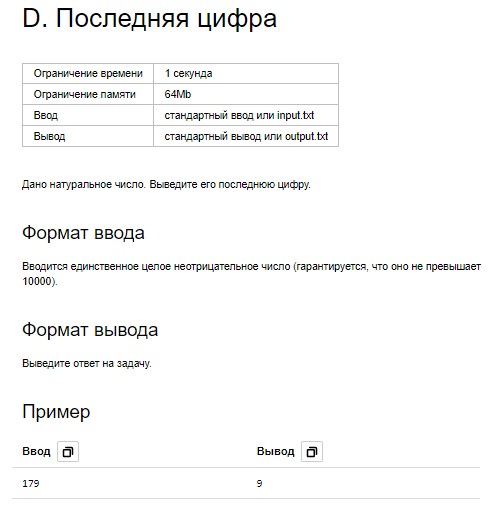 D. Последняя цифра
Ограничение времени 1 секунда
Ограничение памяти 64Mb
Ввод стандартный ввод или input.txt
Вывод стандартный вывод или output.txt
Дано натуральное число. Выведите его последнюю цифру.
Формат ввода
Вводится единственное целое неотрицательное число (гарантируется, что оно не превышает
10000).
Формат вывода
Выведите ответ на задачу.
Пример
Ввод Вывод
179 9